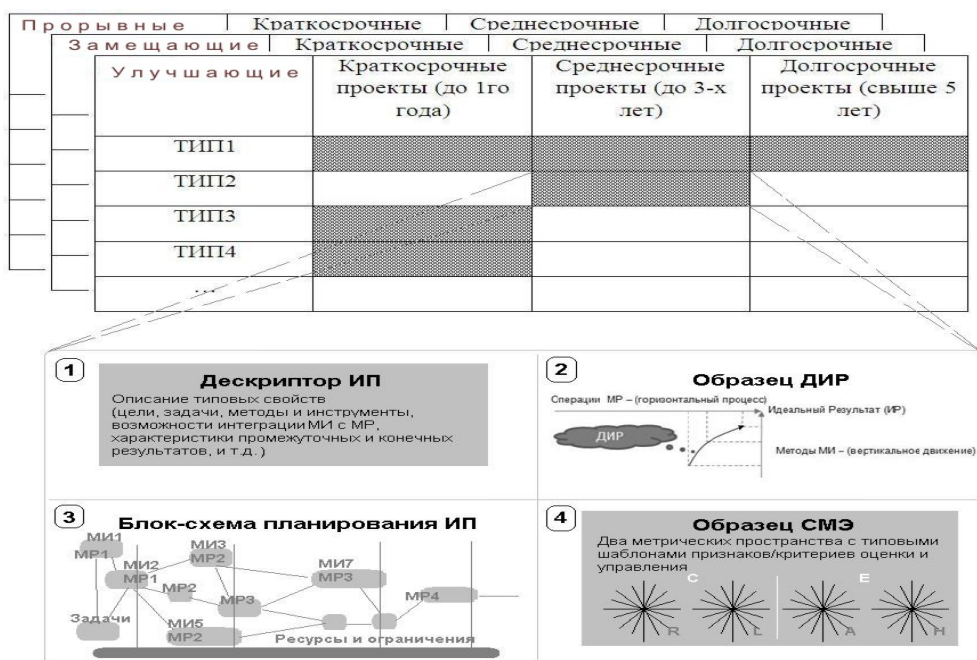 Прорывные Краткосрочные Среднесрочные Долгосрочные
Замещающие Краткосрочные Среднесрочные Долгосрочные
Улучшающие
Краткосрочные
проекты (до 1го
года)
Среднесрочные
проекты (до 3-х
лет)
Долгосрочные
проекты (свыше 5
лет)
ТИП1
ТИП2
ТИП3
ТИП4
...
1
Дескриптор ИП
Описание типовых свойств
(цели, задачи, методы и инструменты,
возможности интеграции МИ с МР,
характеристики промежуточных и конечных
результатов, и т.д.)
2
Образец ДИР
Операции МР – (горизонтальный процесс)
Идеальный Результат (ИР)
ДИР
Методы МИ – (вертикальное движение)
3
Блок-схема планирования ИП
МИ1
МР1
МИ2
МР1
МИ3
МР2
МР2
МР3
МИ7
МР3
МР4
Задачи
МИ5
МР2
Ресурсы и ограничения
4
Образец СМЭ
Два метрических пространства с типовыми
шаблонами признаков/критериев оценки и
управления
C E
R L A H